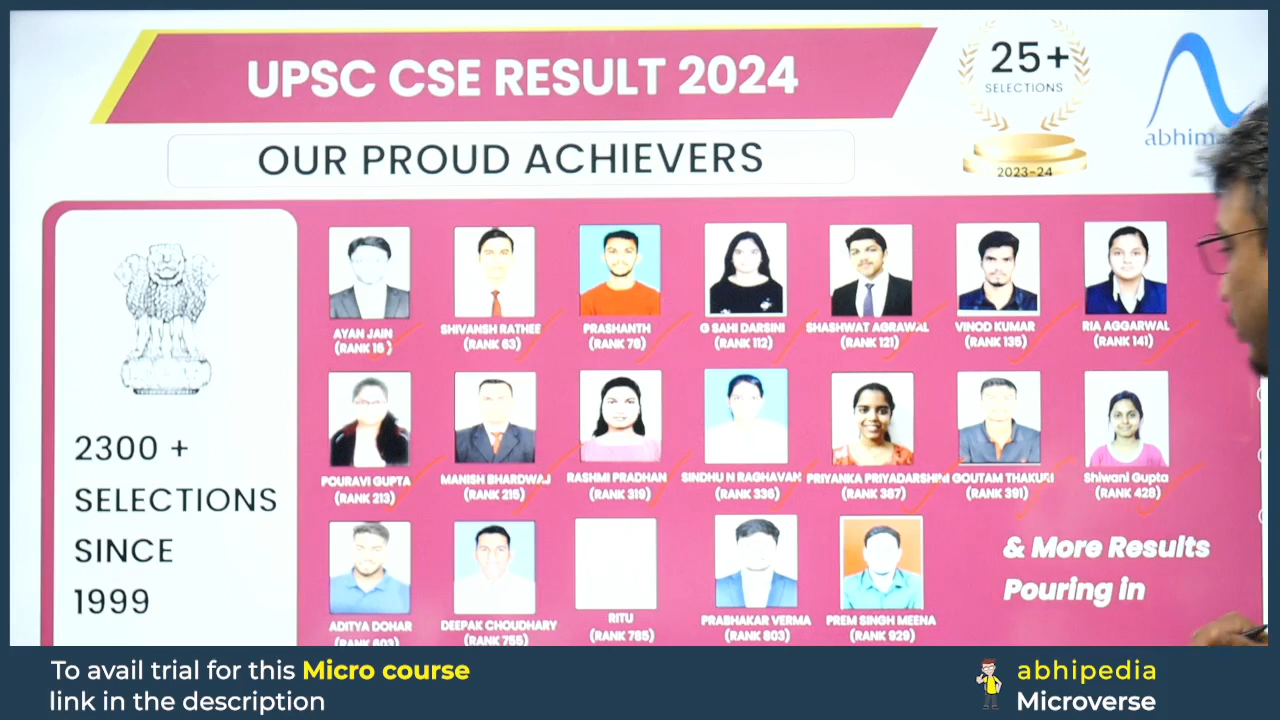 UPSC CSE RESULT 2024
25+
SELECTIONS
2023-24
OUR PROUD ACHIEVERS
2300 +
SELECTIONS
SINCE
1999
AYAN JAIN
(RANK 16 )
SHIVANSH RATHEE
(RANK 63)
PRASHANTH
(RANK 78)
G SAHI DARSINI
(RANK 112)
SHASHWAT AGRAWAL
(RANK 121)
VINOD KUMAR
(RANK 135)
RIA AGGARWAL
(RANK 141)
POURAVI GUPTA
(RANK 213)
MANISH BHARDWAJ
(RANK 215)
RASHMI PRADHAN
(RANK 319)
SINDHU N RAGHAVAN
(RANK 336)
PRIYANKA PRIYADARSHINI
(RANK 387)
GOUTAM THAKURI
(RANK 391)
Shiwani Gupta
(RANK 428)
ADITYA DOHAR
(RANK 603)
DEEPAK CHOUDHARY
(RANK 755)
RITU
(RANK 785)
PRABHAKAR VERMA
(RANK 803)
PREM SINGH MEENA
(RANK 929)
& More Results
Pouring in
To avail trial for this Micro course
link in the description
abhipedia
Microverse